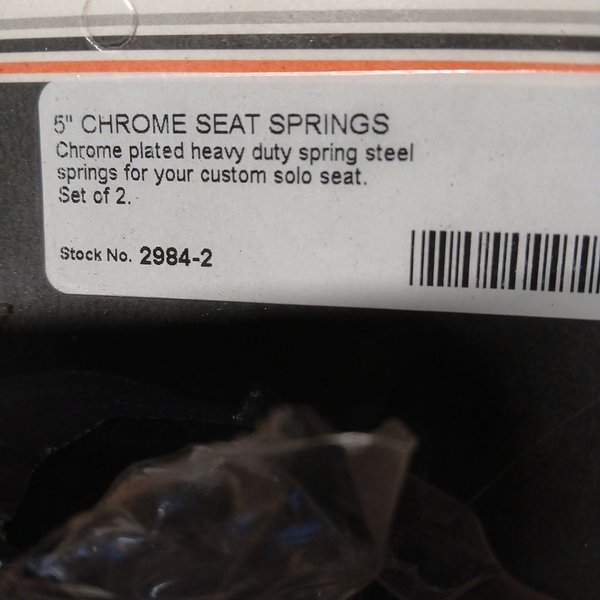 5" CHROME SEAT SPRINGS
Chrome plated heavy duty spring steel
springs for your custom solo seat.
Set of 2.
Stock No. 2984-2